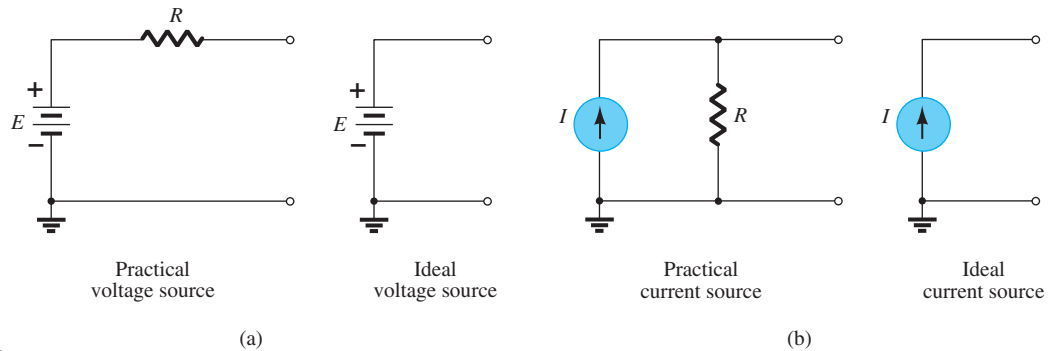 R
+
E
−
Practical
voltage source
+
E
−
Ideal
voltage source
(a)
I
R
Practical
current source
I
Ideal
current source
(b)